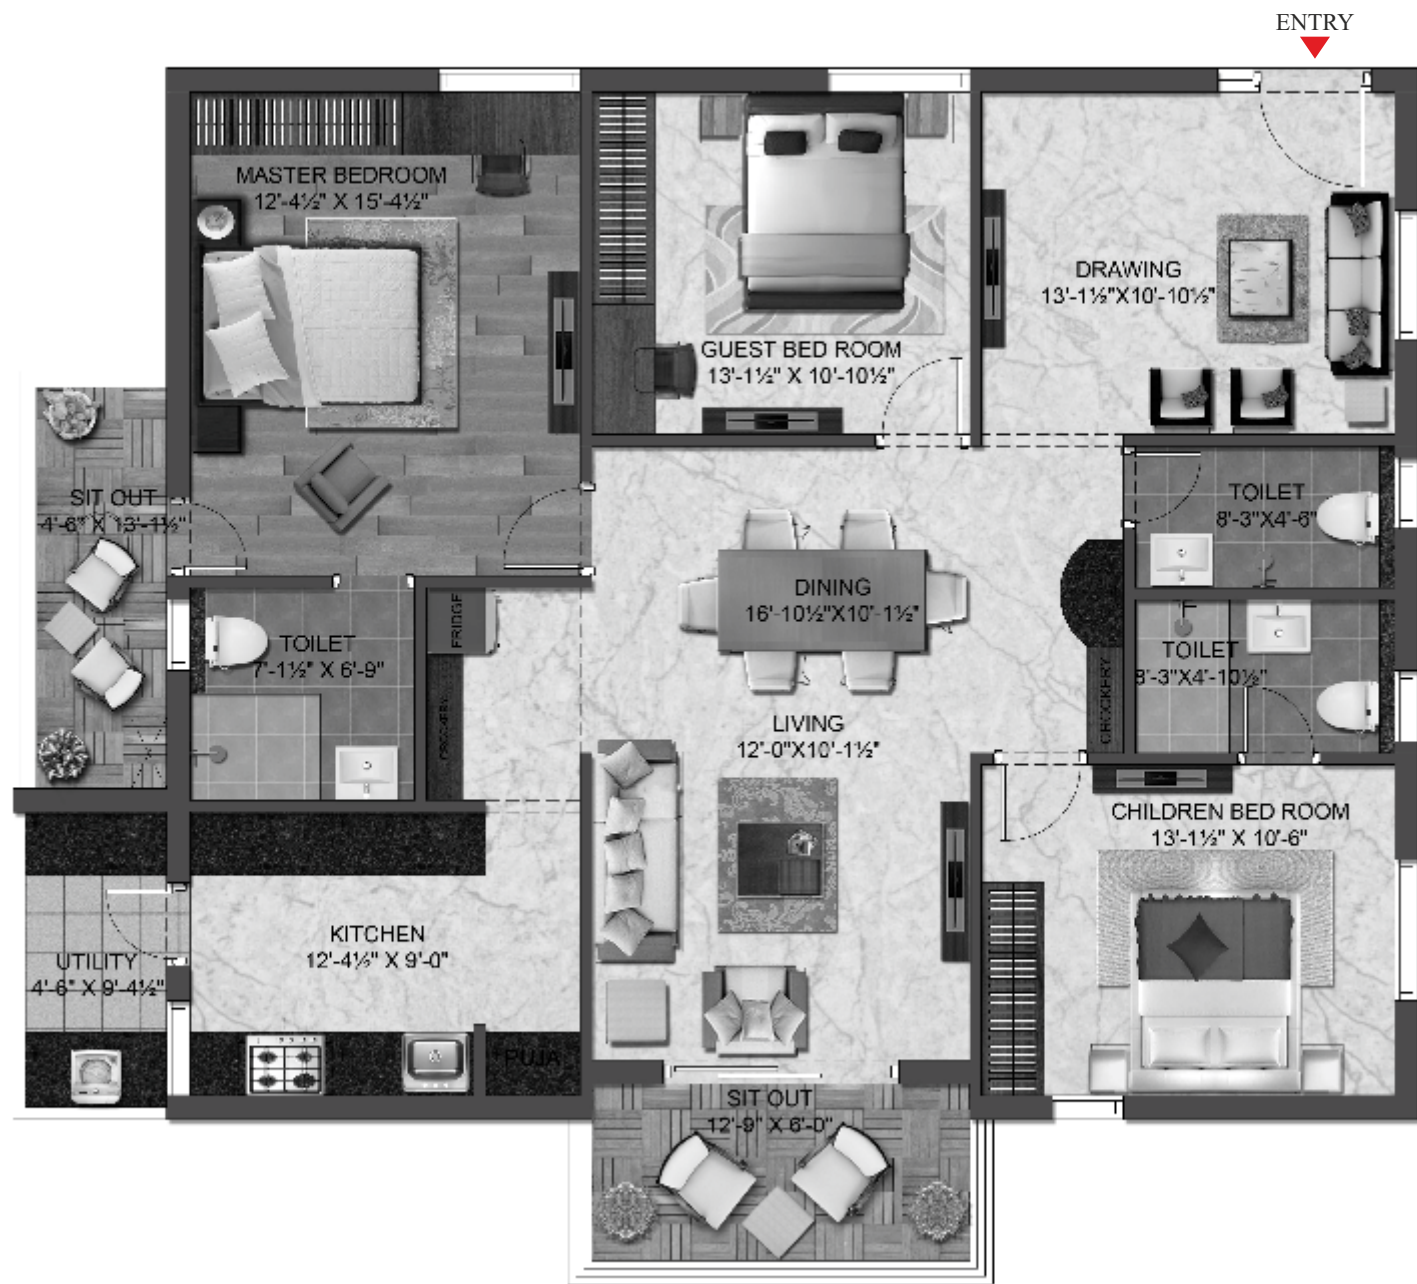 ENTRY
MASTER BEDROOM
12'-4½" X 15'-4½"
GUEST BED ROOM
13'-1½" X 10'-10½"
DRAWING
13'-1½"X10'-10½"
SIT OUT
4'-6" X 13'-1½"
TOILET
8'-3"X4'-6"
DINING
16'-10½"X10'-1½"
FRIDGE
TOILET
7'-1½" X 6'-9"
TOILET
8'-3"X4'-10½"
CROCKERY
CROCKERY
LIVING
12'-0"X10'-1½"
CHILDREN BED ROOM
13'-1½" X 10'-6"
KITCHEN
12'-4½" X 9'-0"
UTILITY
4'-6" X 9'-4½"
PUJA
SIT OUT
12'-9" X 6'-0"